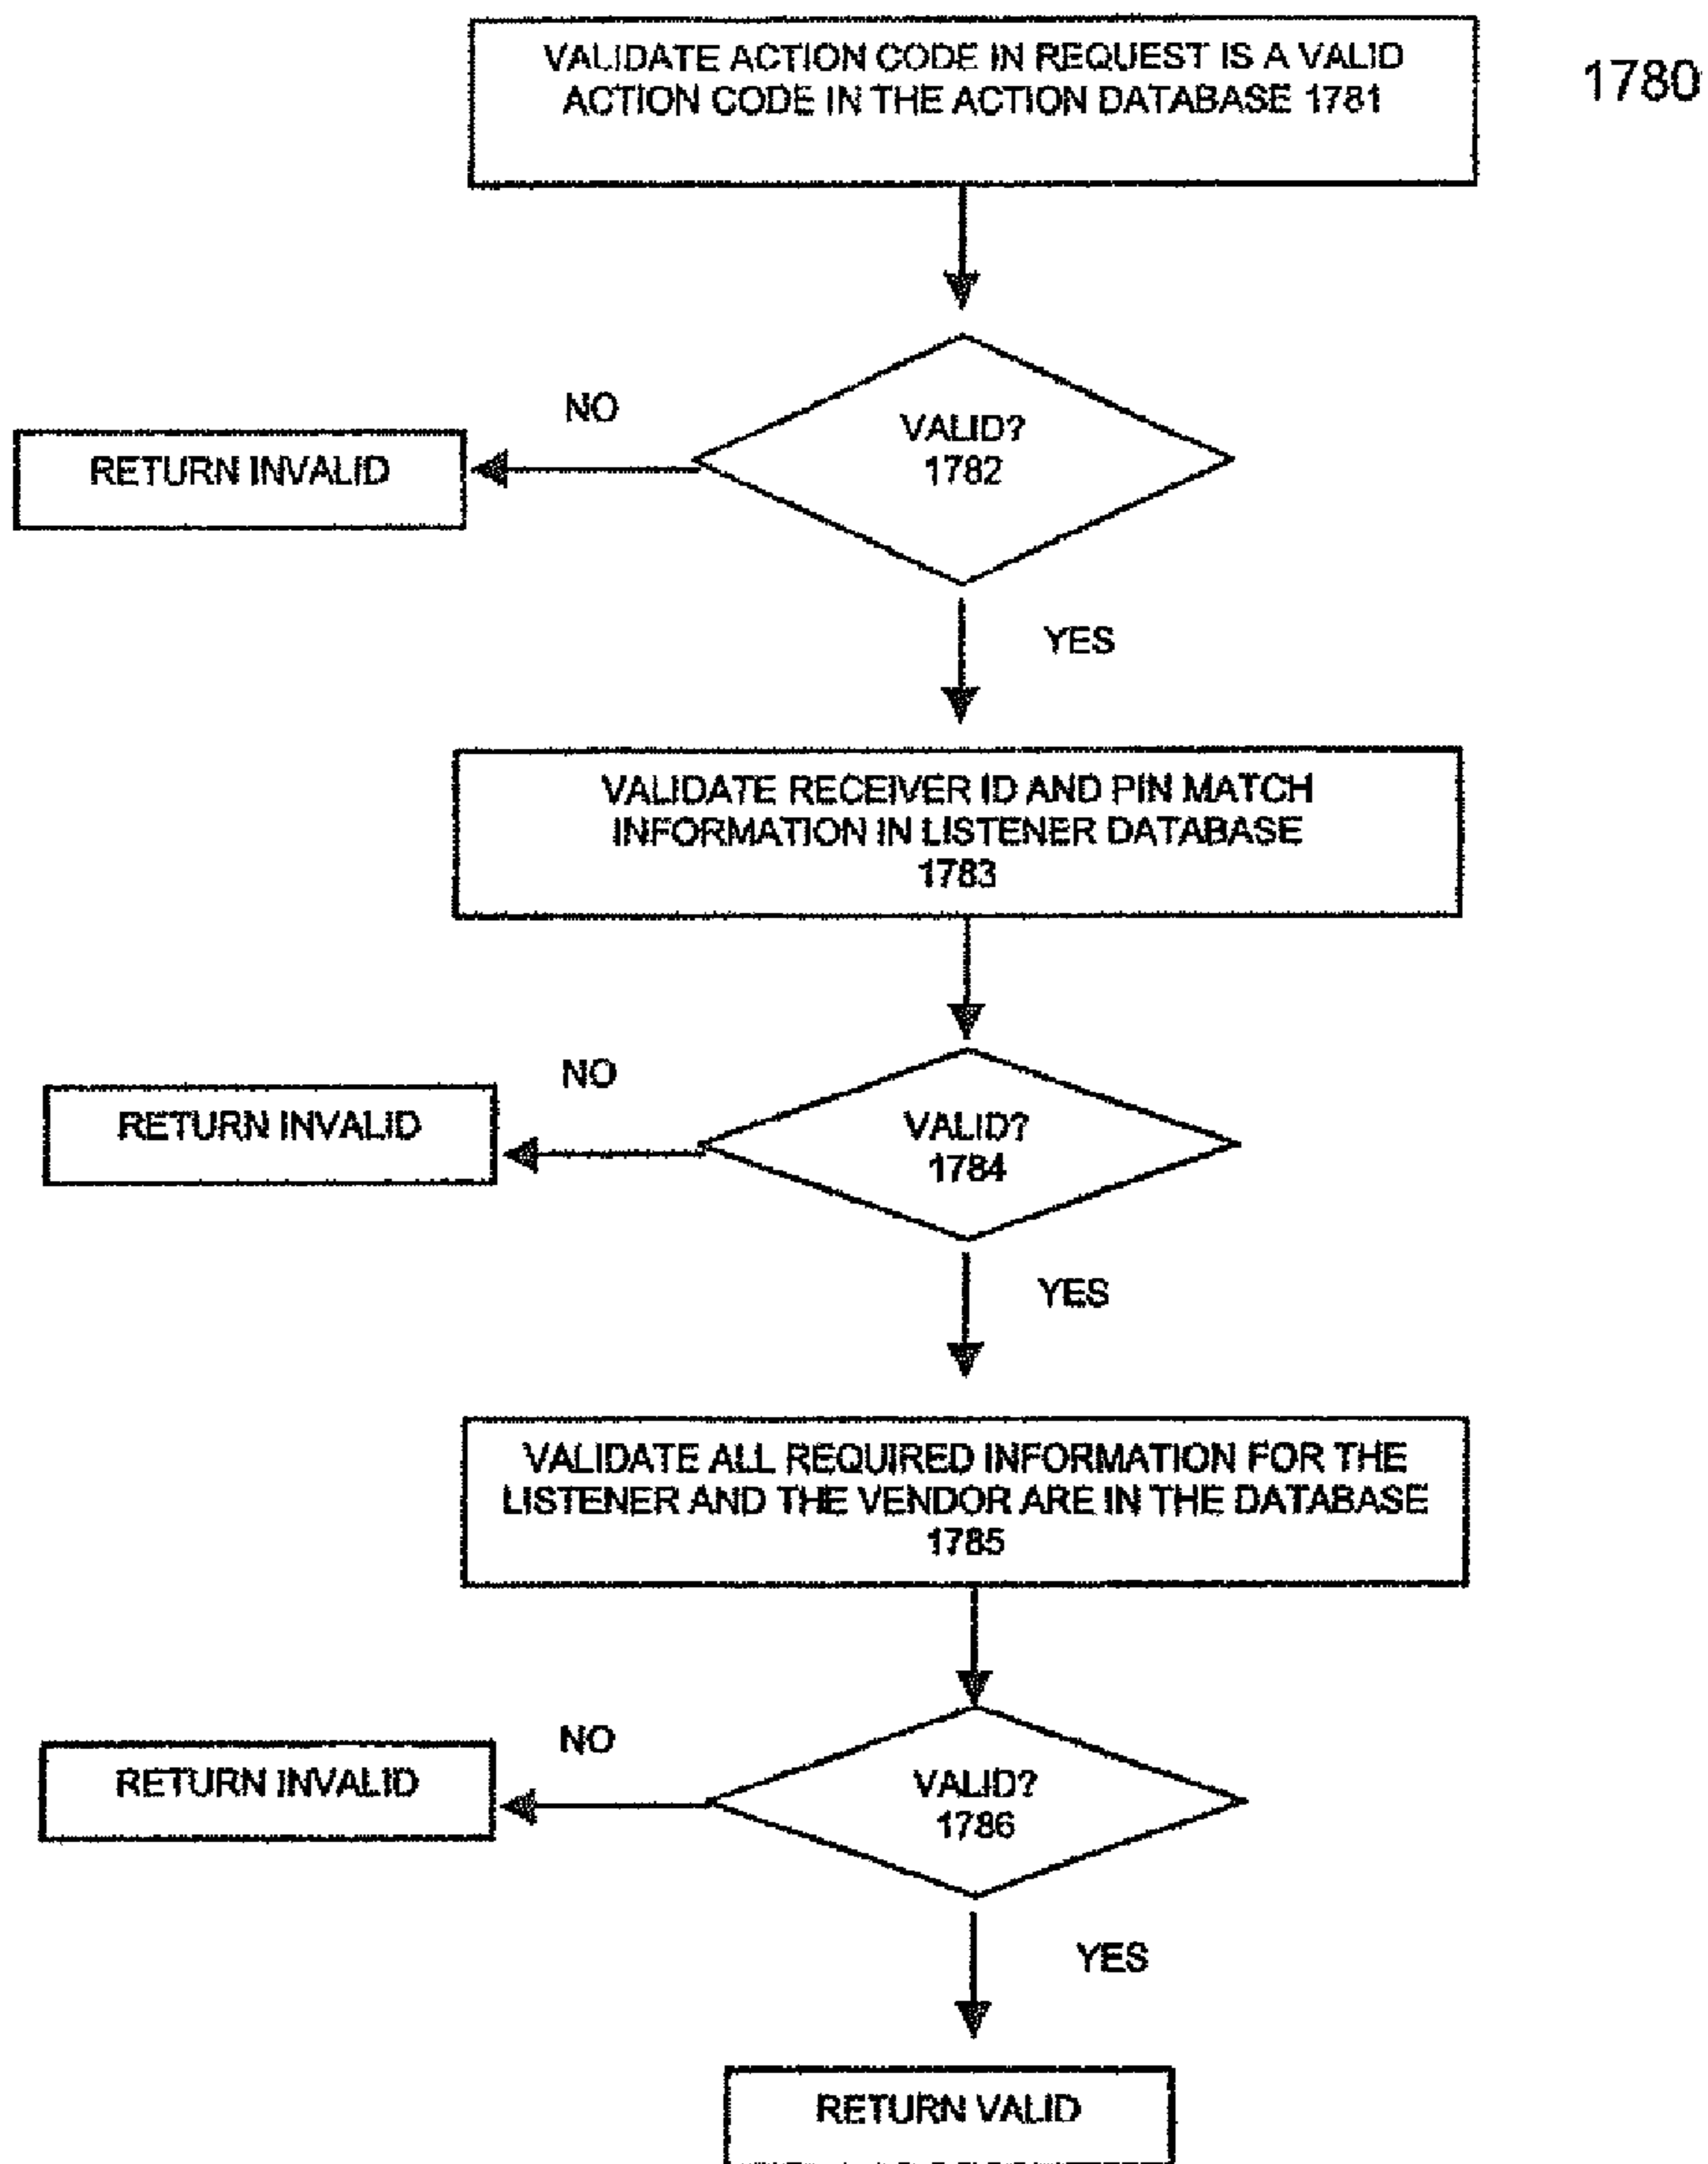 VALIDATE ACTION CODE IN REQUEST IS A VALID
ACTION CODE IN THE ACTION DATABASE 1781
1780
NO
VALID?
1782
RETURN INVALID
YES
VALIDATE RECEIVER ID AND PIN MATCH
INFORMATION IN LISTENER DATABASE
1783
NO
VALID?
1784
RETURN INVALID
YES
VALIDATE ALL REQUIRED INFORMATION FOR THE
LISTENER AND THE VENDOR ARE IN THE DATABASE
1785
NO
VALID?
1786
RETURN INVALID
YES
RETURN VALID